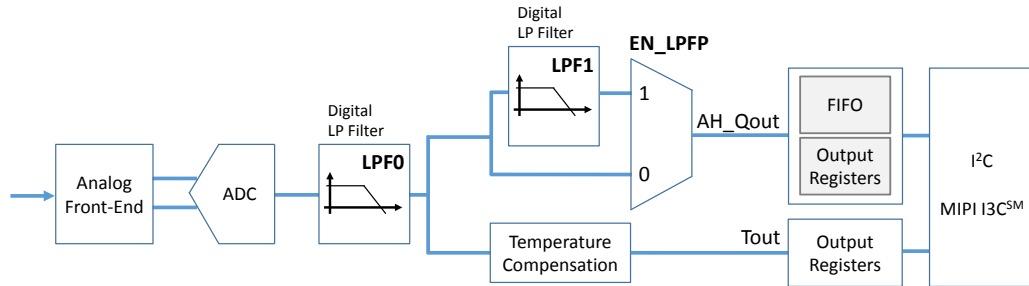 Digital
LP Filter
LPF1
EN_LPFP
1
0
AH_Qout
FIFO
Output
Registers
I²C
MIPI I3Cˢᴹ
Digital
LP Filter
LPF0
Analog
Front-End
ADC
Temperature
Compensation
Tout
Output
Registers